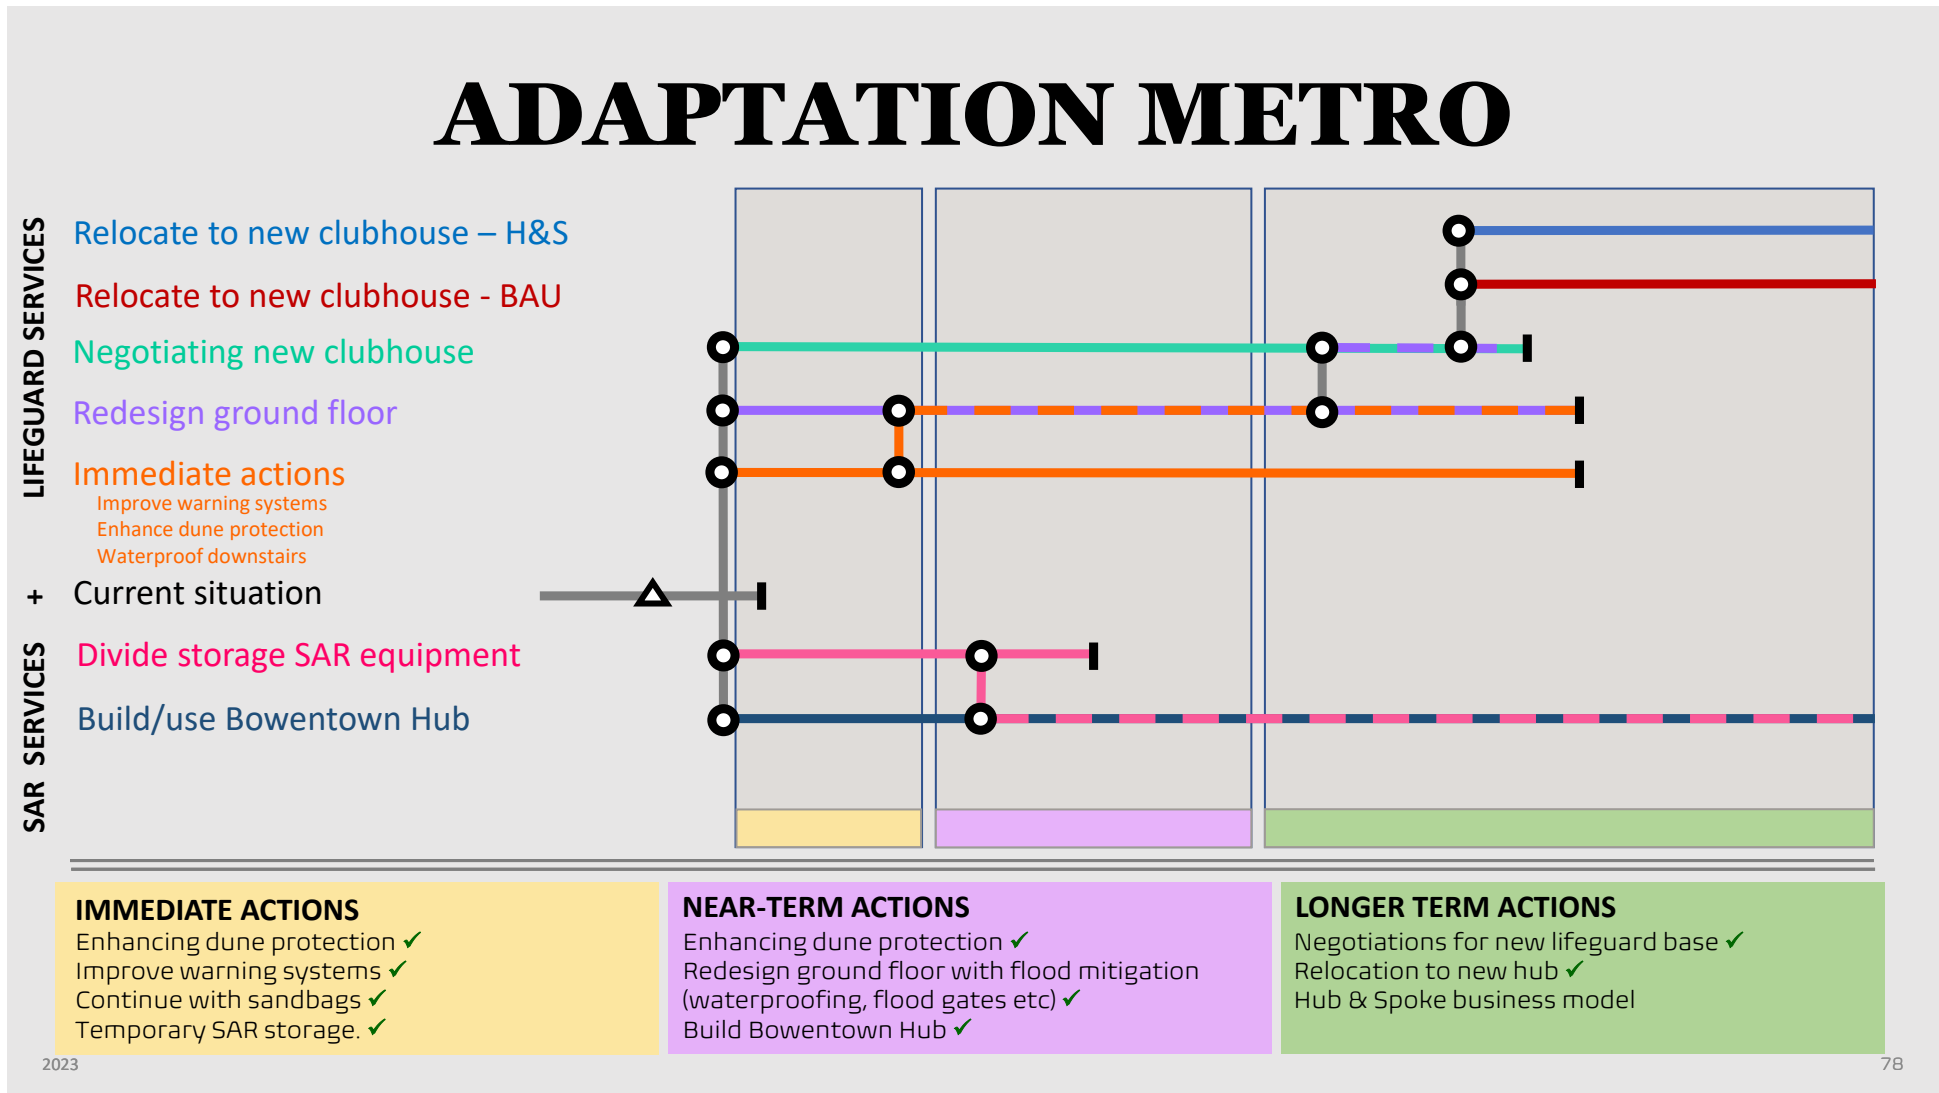 ADAPTATION METRO
LIFEGUARD SERVICES
+
SAR SERVICES
Relocate to new clubhouse – H&S
Relocate to new clubhouse - BAU
Negotiating new clubhouse
Redesign ground floor
Immediate actions
Improve warning systems
Enhance dune protection
Waterproof downstairs
Current situation
Divide storage SAR equipment
Build/use Bowentown Hub
IMMEDIATE ACTIONS
Enhancing dune protection ✓
Improve warning systems ✓
Continue with sandbags ✓
Temporary SAR storage. ✓
NEAR-TERM ACTIONS
Enhancing dune protection ✓
Redesign ground floor with flood mitigation
(waterproofing, flood gates etc) ✓
Build Bowentown Hub ✓
LONGER TERM ACTIONS
Negotiations for new lifeguard base ✓
Relocation to new hub ✓
Hub & Spoke business model
2023
78